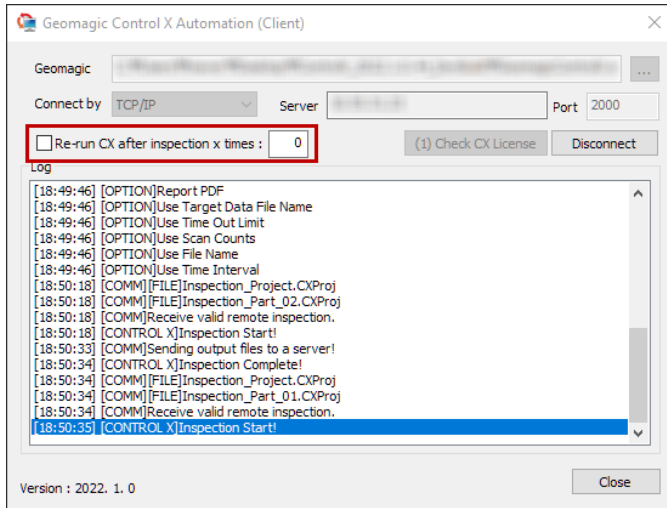 Geomagic Control X Automation (Client)
Geomagic ...
Connect by TCP/IP Server Port 2000
Re-run CX after inspection x times : 0 (1) Check CX License Disconnect
Log
[18:49:46] [OPTION]Report PDF
[18:49:46] [OPTION]Use Target Data File Name
[18:49:46] [OPTION]Use Time Out Limit
[18:49:46] [OPTION]Use Scan Counts
[18:49:46] [OPTION]Use File Name
[18:49:46] [OPTION]Use Time Interval
[18:50:18] [COMM][FILE]Inspection_Project.CXProj
[18:50:18] [COMM][FILE]Inspection_Part_02.CXProj
[18:50:18] [COMM]Receive valid remote inspection.
[18:50:18] [CONTROL X]Inspection Start!
[18:50:33] [COMM]Sending output files to a server!
[18:50:34] [CONTROL X]Inspection Complete!
[18:50:34] [COMM][FILE]Inspection_Project.CXProj
[18:50:34] [COMM][FILE]Inspection_Part_01.CXProj
[18:50:34] [COMM]Receive valid remote inspection.
[18:50:35] [CONTROL X]Inspection Start!
Version : 2022. 1. 0 Close